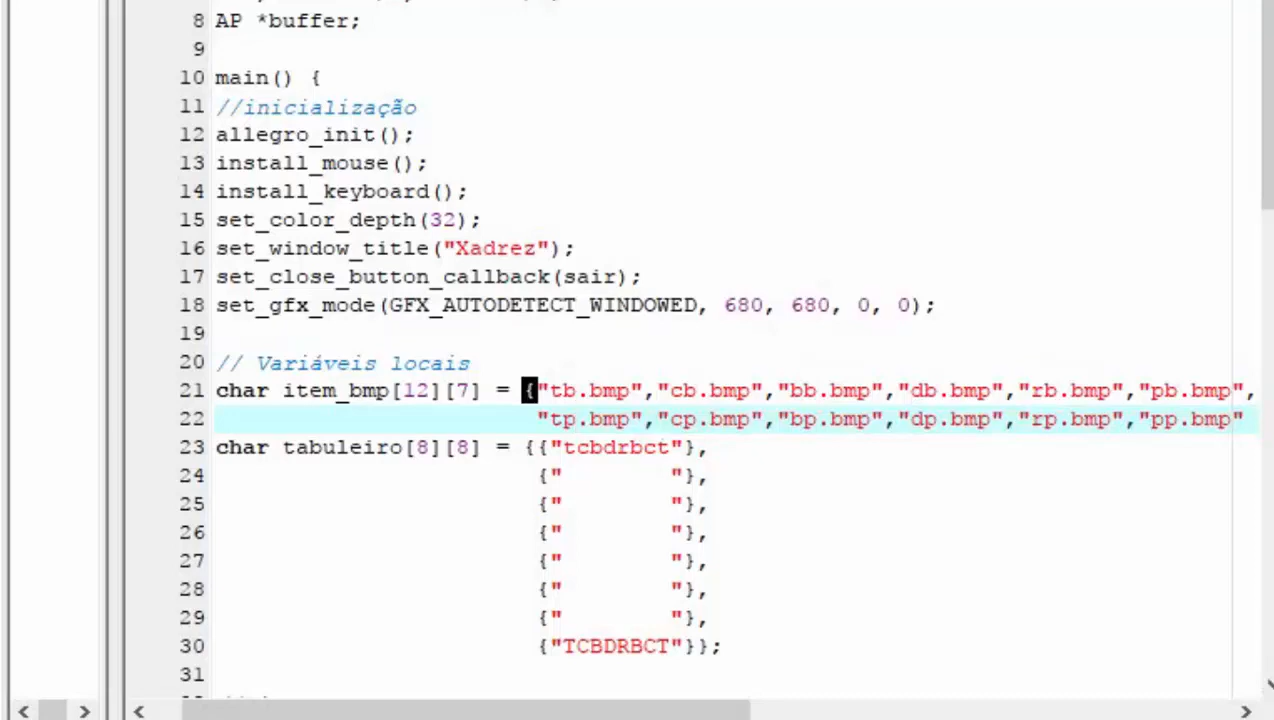 8 AP *buffer;
9
10 main() {
11 //inicialização
12 allegro_init();
13 install_mouse();
14 install_keyboard();
15 set_color_depth(32);
16 set_window_title("Xadrez");
17 set_close_button_callback(sair);
18 set_gfx_mode(GFX_AUTODETECT_WINDOWED, 680, 680, 0, 0);
19
20 // Variáveis locais
21 char item_bmp[12][7] = {"tb.bmp","cb.bmp","bb.bmp","db.bmp","rb.bmp","pb.bmp",
22 "tp.bmp","cp.bmp","bp.bmp","dp.bmp","rp.bmp","pp.bmp"
23 char tabuleiro[8][8] = {{"tcbdrbct"},
24 {"        "},
25 {"        "},
26 {"        "},
27 {"        "},
28 {"        "},
29 {"        "},
30 {"TCBDRBCT"}};
31